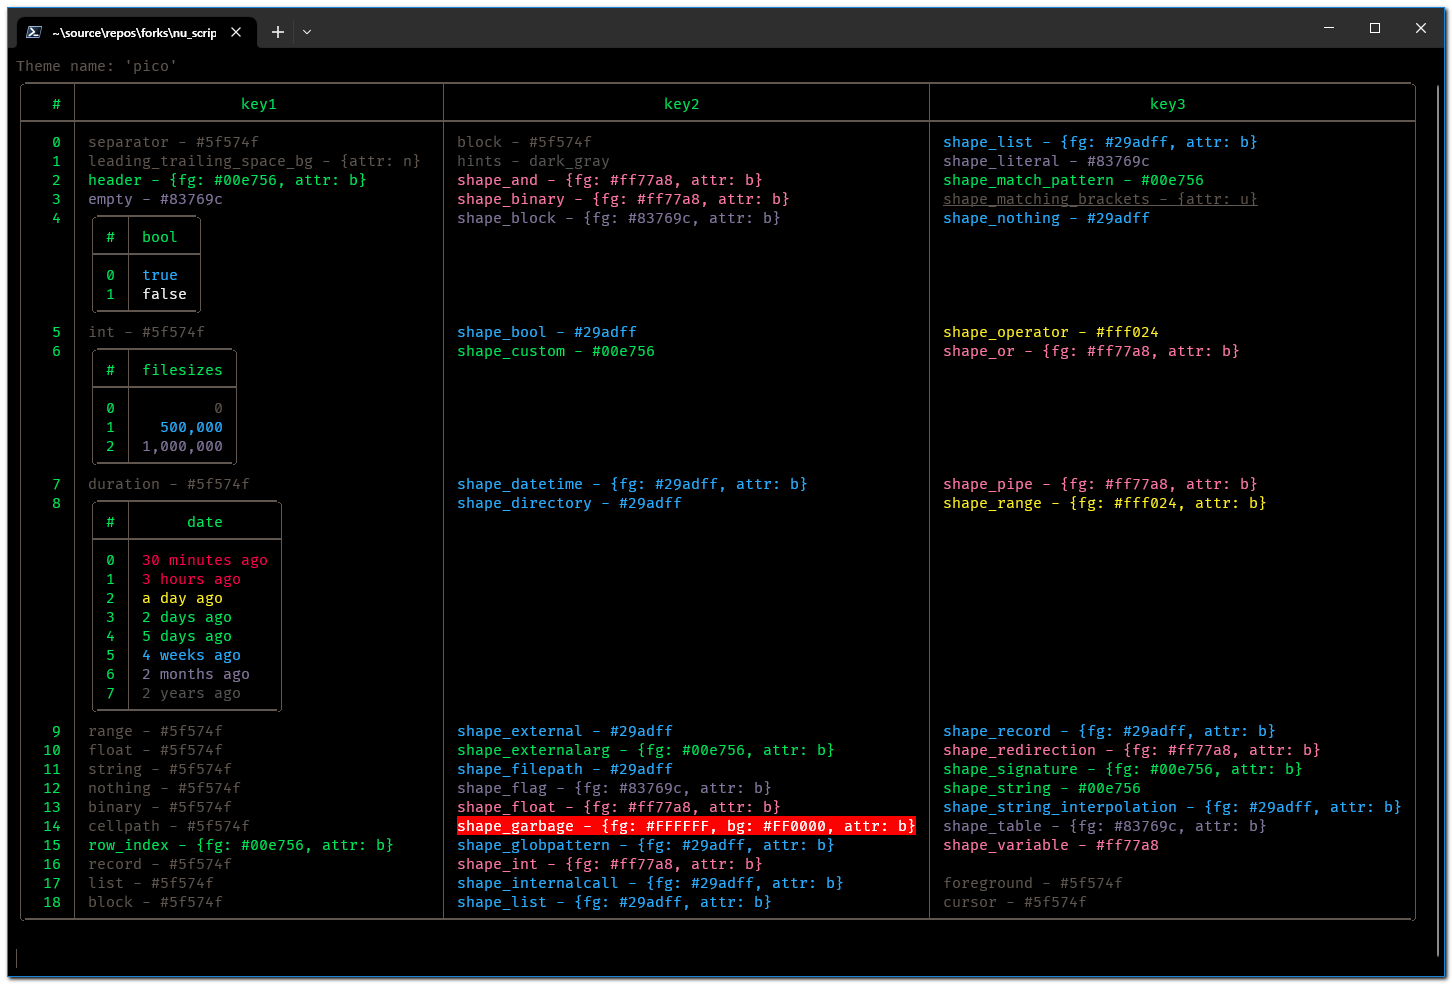 ~\source\repos\forks\nu_scrip
Theme name: 'pico'
# key1 key2 key3
0 separator - #5f574f block - #5f574f shape_list - {fg: #29adff, attr: b}
1 leading_trailing_space_bg - {attr: n} hints - dark_gray shape_literal - #83769c
2 header - {fg: #00e756, attr: b} shape_and - {fg: #ff77a8, attr: b} shape_match_pattern - #00e756
3 empty - #83769c shape_binary - {fg: #ff77a8, attr: b} shape_matching_brackets - {attr: u}
4 shape_block - {fg: #83769c, attr: b} shape_nothing - #29adff
# bool
0 true
1 false
5 int - #5f574f shape_bool - #29adff shape_operator - #fff024
6 shape_custom - #00e756 shape_or - {fg: #ff77a8, attr: b}
# filesizes
0 0
1 500,000
2 1,000,000
7 duration - #5f574f shape_datetime - {fg: #29adff, attr: b} shape_pipe - {fg: #ff77a8, attr: b}
8 shape_directory - #29adff shape_range - {fg: #fff024, attr: b}
# date
0 30 minutes ago
1 3 hours ago
2 a day ago
3 2 days ago
4 5 days ago
5 4 weeks ago
6 2 months ago
7 2 years ago
9 range - #5f574f shape_external - #29adff shape_record - {fg: #29adff, attr: b}
10 float - #5f574f shape_externalarg - {fg: #00e756, attr: b} shape_redirection - {fg: #ff77a8, attr: b}
11 string - #5f574f shape_filepath - #29adff shape_signature - {fg: #00e756, attr: b}
12 nothing - #5f574f shape_flag - {fg: #83769c, attr: b} shape_string - #00e756
13 binary - #5f574f shape_float - {fg: #ff77a8, attr: b} shape_string_interpolation - {fg: #29adff, attr: b}
14 cellpath - #5f574f shape_garbage - {fg: #FFFFFF, bg: #FF0000, attr: b} shape_table - {fg: #83769c, attr: b}
15 row_index - {fg: #00e756, attr: b} shape_globpattern - {fg: #29adff, attr: b} shape_variable - #ff77a8
16 record - #5f574f shape_int - {fg: #ff77a8, attr: b}
17 list - #5f574f shape_internalcall - {fg: #29adff, attr: b} foreground - #5f574f
18 block - #5f574f shape_list - {fg: #29adff, attr: b} cursor - #5f574f